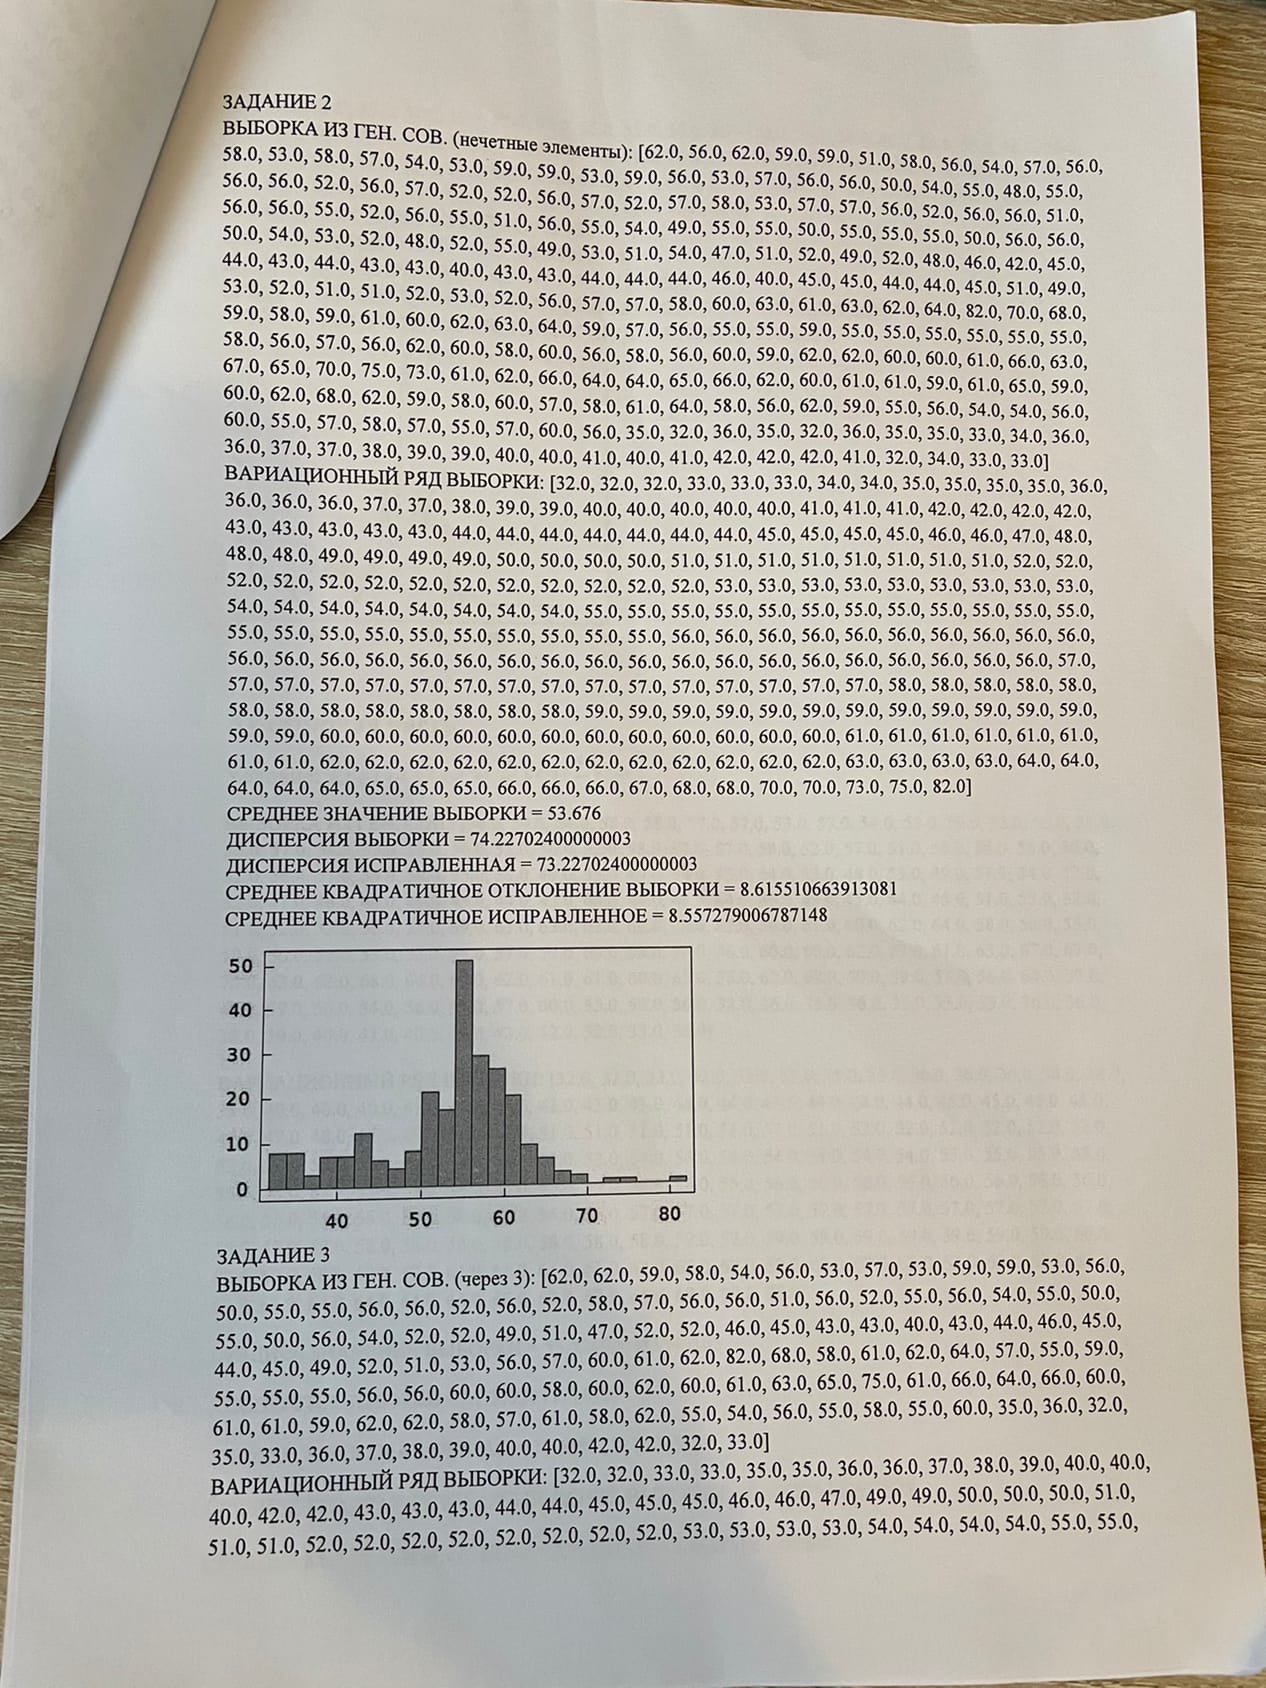 ЗАДАНИЕ 2
ВЫБОРКА ИЗ ГЕН. СОВ. (нечетные элементы): [62.0, 56.0, 62.0, 59.0, 59.0, 51.0, 58.0, 56.0, 54.0, 57.0, 56.0,
58.0, 53.0, 58.0, 57.0, 54.0, 53.0, 59.0, 59.0, 53.0, 59.0, 56.0, 53.0, 57.0, 56.0, 56.0, 50.0, 54.0, 55.0, 48.0, 55.0,
56.0, 56.0, 52.0, 56.0, 57.0, 52.0, 52.0, 56.0, 57.0, 52.0, 57.0, 58.0, 53.0, 57.0, 57.0, 56.0, 52.0, 56.0, 56.0, 51.0,
56.0, 56.0, 55.0, 52.0, 56.0, 55.0, 51.0, 56.0, 55.0, 54.0, 49.0, 55.0, 55.0, 50.0, 55.0, 55.0, 55.0, 50.0, 56.0, 56.0,
50.0, 54.0, 53.0, 52.0, 48.0, 52.0, 55.0, 49.0, 53.0, 51.0, 54.0, 47.0, 51.0, 52.0, 49.0, 52.0, 48.0, 46.0, 42.0, 45.0,
44.0, 43.0, 44.0, 43.0, 43.0, 40.0, 43.0, 43.0, 44.0, 44.0, 44.0, 46.0, 40.0, 45.0, 45.0, 44.0, 44.0, 45.0, 51.0, 49.0,
53.0, 52.0, 51.0, 51.0, 52.0, 53.0, 52.0, 56.0, 57.0, 57.0, 58.0, 60.0, 63.0, 61.0, 63.0, 62.0, 64.0, 82.0, 70.0, 68.0,
59.0, 58.0, 59.0, 61.0, 60.0, 62.0, 63.0, 64.0, 59.0, 57.0, 56.0, 55.0, 55.0, 59.0, 55.0, 55.0, 55.0, 55.0, 55.0, 55.0,
58.0, 56.0, 57.0, 56.0, 62.0, 60.0, 58.0, 60.0, 56.0, 58.0, 56.0, 60.0, 59.0, 62.0, 62.0, 60.0, 60.0, 61.0, 66.0, 63.0,
67.0, 65.0, 70.0, 75.0, 73.0, 61.0, 62.0, 66.0, 64.0, 64.0, 65.0, 66.0, 62.0, 60.0, 61.0, 61.0, 59.0, 61.0, 65.0, 59.0,
60.0, 62.0, 68.0, 62.0, 59.0, 58.0, 60.0, 57.0, 58.0, 61.0, 64.0, 58.0, 56.0, 62.0, 59.0, 55.0, 56.0, 54.0, 54.0, 56.0,
60.0, 55.0, 57.0, 58.0, 57.0, 55.0, 57.0, 60.0, 56.0, 35.0, 32.0, 36.0, 35.0, 32.0, 36.0, 35.0, 35.0, 33.0, 34.0, 36.0,
36.0, 37.0, 37.0, 38.0, 39.0, 39.0, 40.0, 40.0, 41.0, 40.0, 41.0, 42.0, 42.0, 42.0, 41.0, 32.0, 34.0, 33.0, 33.0]
ВАРИАЦИОННЫЙ РЯД ВЫБОРКИ: [32.0, 32.0, 32.0, 33.0, 33.0, 33.0, 34.0, 34.0, 35.0, 35.0, 35.0, 35.0, 36.0,
36.0, 36.0, 36.0, 37.0, 37.0, 38.0, 39.0, 39.0, 40.0, 40.0, 40.0, 40.0, 40.0, 41.0, 41.0, 41.0, 42.0, 42.0, 42.0, 42.0,
43.0, 43.0, 43.0, 43.0, 43.0, 44.0, 44.0, 44.0, 44.0, 44.0, 44.0, 44.0, 45.0, 45.0, 45.0, 45.0, 46.0, 46.0, 47.0, 48.0,
48.0, 48.0, 49.0, 49.0, 49.0, 49.0, 50.0, 50.0, 50.0, 50.0, 51.0, 51.0, 51.0, 51.0, 51.0, 51.0, 51.0, 51.0, 52.0, 52.0,
52.0, 52.0, 52.0, 52.0, 52.0, 52.0, 52.0, 52.0, 52.0, 52.0, 52.0, 53.0, 53.0, 53.0, 53.0, 53.0, 53.0, 53.0, 53.0, 53.0,
54.0, 54.0, 54.0, 54.0, 54.0, 54.0, 54.0, 54.0, 55.0, 55.0, 55.0, 55.0, 55.0, 55.0, 55.0, 55.0, 55.0, 55.0, 55.0, 55.0,
55.0, 55.0, 55.0, 55.0, 55.0, 55.0, 55.0, 55.0, 55.0, 55.0, 56.0, 56.0, 56.0, 56.0, 56.0, 56.0, 56.0, 56.0, 56.0, 56.0,
56.0, 56.0, 56.0, 56.0, 56.0, 56.0, 56.0, 56.0, 56.0, 56.0, 56.0, 56.0, 56.0, 56.0, 56.0, 56.0, 56.0, 56.0, 56.0, 57.0,
57.0, 57.0, 57.0, 57.0, 57.0, 57.0, 57.0, 57.0, 57.0, 57.0, 57.0, 57.0, 57.0, 57.0, 57.0, 58.0, 58.0, 58.0, 58.0, 58.0,
58.0, 58.0, 58.0, 58.0, 58.0, 58.0, 58.0, 58.0, 59.0, 59.0, 59.0, 59.0, 59.0, 59.0, 59.0, 59.0, 59.0, 59.0, 59.0, 59.0,
59.0, 59.0, 60.0, 60.0, 60.0, 60.0, 60.0, 60.0, 60.0, 60.0, 60.0, 60.0, 60.0, 60.0, 61.0, 61.0, 61.0, 61.0, 61.0, 61.0,
61.0, 61.0, 62.0, 62.0, 62.0, 62.0, 62.0, 62.0, 62.0, 62.0, 62.0, 62.0, 62.0, 62.0, 63.0, 63.0, 63.0, 63.0, 64.0, 64.0,
64.0, 64.0, 64.0, 65.0, 65.0, 65.0, 66.0, 66.0, 66.0, 67.0, 68.0, 68.0, 70.0, 70.0, 73.0, 75.0, 82.0]
СРЕДНЕЕ ЗНАЧЕНИЕ ВЫБОРКИ = 53.676
ДИСПЕРСИЯ ВЫБОРКИ = 74.22702400000003
ДИСПЕРСИЯ ИСПРАВЛЕННАЯ = 73.22702400000003
СРЕДНЕЕ КВАДРАТИЧНОЕ ОТКЛОНЕНИЕ ВЫБОРКИ = 8.615510663913081
СРЕДНЕЕ КВАДРАТИЧНОЕ ИСПРАВЛЕННОЕ = 8.557279006787148
50
40
30
20
10
0
40 50 60 70 80
ЗАДАНИЕ 3
ВЫБОРКА ИЗ ГЕН. СОВ. (через 3): [62.0, 62.0, 59.0, 58.0, 54.0, 56.0, 53.0, 57.0, 53.0, 59.0, 59.0, 53.0, 56.0,
50.0, 55.0, 55.0, 56.0, 56.0, 52.0, 56.0, 52.0, 58.0, 57.0, 56.0, 56.0, 51.0, 56.0, 52.0, 55.0, 56.0, 54.0, 55.0, 50.0,
55.0, 50.0, 56.0, 54.0, 52.0, 52.0, 49.0, 51.0, 47.0, 52.0, 52.0, 46.0, 45.0, 43.0, 43.0, 40.0, 43.0, 44.0, 46.0, 45.0,
44.0, 45.0, 49.0, 52.0, 51.0, 53.0, 56.0, 57.0, 60.0, 61.0, 62.0, 82.0, 68.0, 58.0, 61.0, 62.0, 64.0, 57.0, 55.0, 59.0,
55.0, 55.0, 55.0, 56.0, 56.0, 60.0, 60.0, 58.0, 60.0, 62.0, 60.0, 61.0, 63.0, 65.0, 75.0, 61.0, 66.0, 64.0, 66.0, 60.0,
61.0, 61.0, 59.0, 62.0, 62.0, 58.0, 57.0, 61.0, 58.0, 62.0, 55.0, 54.0, 56.0, 55.0, 58.0, 55.0, 60.0, 35.0, 36.0, 32.0,
35.0, 33.0, 36.0, 37.0, 38.0, 39.0, 40.0, 40.0, 42.0, 42.0, 32.0, 33.0]
ВАРИАЦИОННЫЙ РЯД ВЫБОРКИ: [32.0, 32.0, 33.0, 33.0, 35.0, 35.0, 36.0, 36.0, 37.0, 38.0, 39.0, 40.0, 40.0,
40.0, 42.0, 42.0, 43.0, 43.0, 43.0, 44.0, 44.0, 45.0, 45.0, 45.0, 46.0, 46.0, 47.0, 49.0, 49.0, 50.0, 50.0, 50.0, 51.0,
51.0, 51.0, 52.0, 52.0, 52.0, 52.0, 52.0, 52.0, 52.0, 52.0, 53.0, 53.0, 53.0, 53.0, 54.0, 54.0, 54.0, 54.0, 55.0, 55.0,